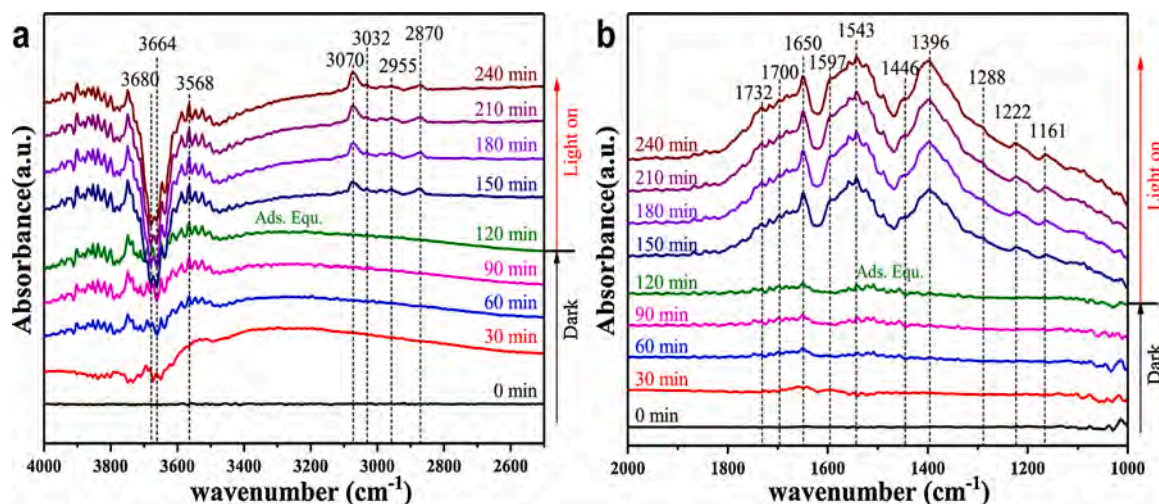 a
3664
3680
3568
3032
2870
3070
2955
240 min
210 min
180 min
150 min
Ads. Equ.
120 min
90 min
60 min
30 min
0 min
Light on
Dark
Absorbance(a.u.)
4000 3800 3600 3400 3200 3000 2800 2600
wavenumber (cm⁻¹)
b
1650
1543
1700
1597
1396
1732
1446
1288
1222
1161
240 min
210 min
180 min
150 min
120 min
Ads. Equ.
90 min
60 min
30 min
0 min
Light on
Dark
Absorbance(a.u.)
2000 1800 1600 1400 1200 1000
wavenumber (cm⁻¹)